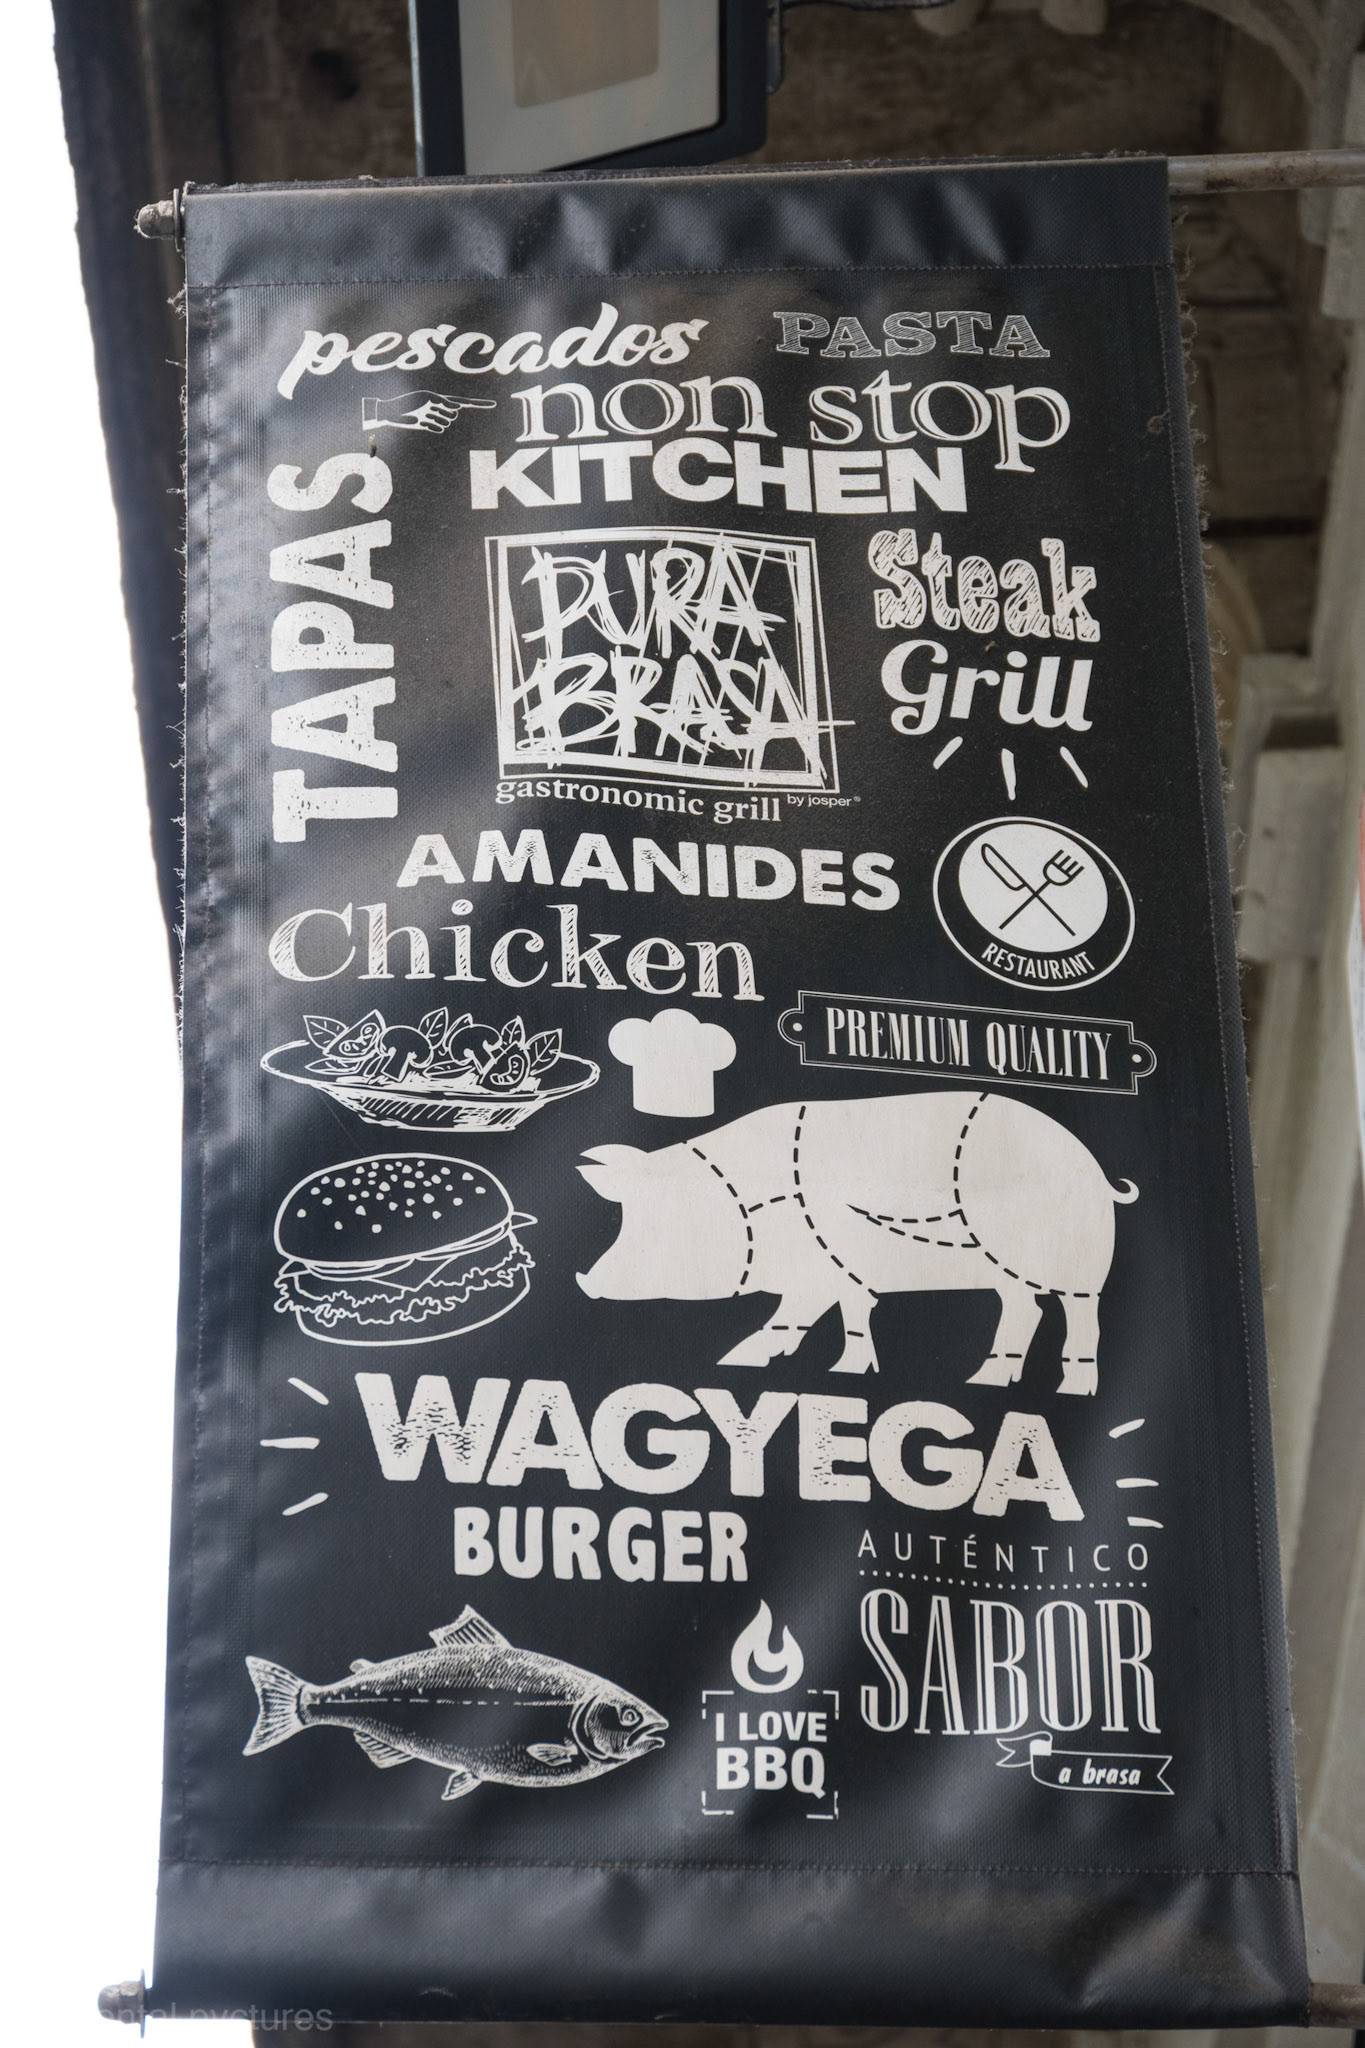 pescados
PASTA
non stop
KITCHEN
TAPAS
PURA
BRASA
gastronomic grill by josper®
Steak
Grill
AMANIDES
RESTAURANT
Chicken
PREMIUM QUALITY
WAGYEGA
BURGER
AUTÉNTICO
SABOR
a brasa
I LOVE
BBQ
pyctures